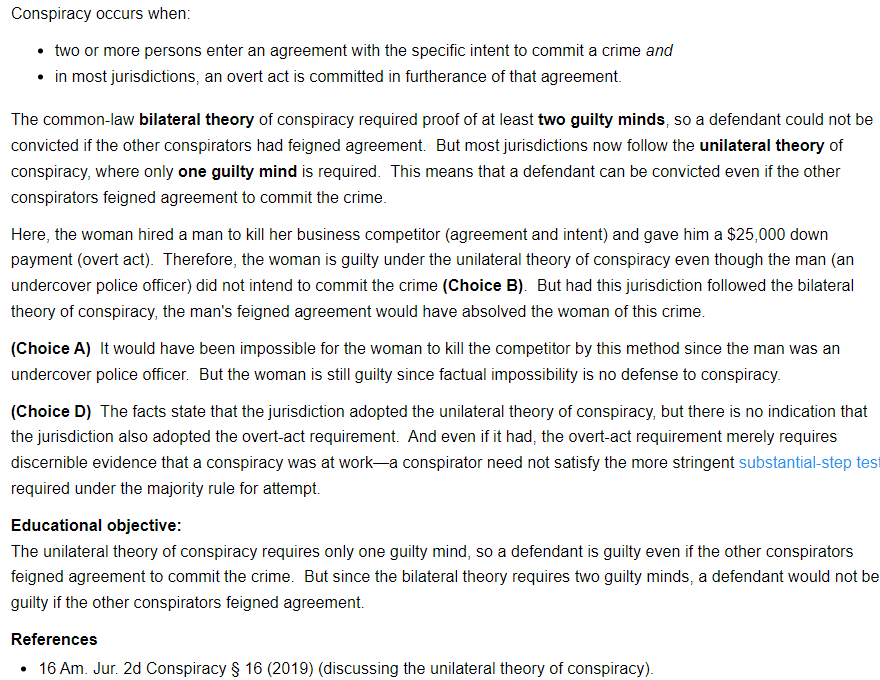 Conspiracy occurs when:
• two or more persons enter an agreement with the specific intent to commit a crime and
• in most jurisdictions, an overt act is committed in furtherance of that agreement.
The common-law bilateral theory of conspiracy required proof of at least two guilty minds, so a defendant could not be
convicted if the other conspirators had feigned agreement. But most jurisdictions now follow the unilateral theory of
conspiracy, where only one guilty mind is required. This means that a defendant can be convicted even if the other
conspirators feigned agreement to commit the crime.
Here, the woman hired a man to kill her business competitor (agreement and intent) and gave him a $25,000 down
payment (overt act). Therefore, the woman is guilty under the unilateral theory of conspiracy even though the man (an
undercover police officer) did not intend to commit the crime (Choice B). But had this jurisdiction followed the bilateral
theory of conspiracy, the man's feigned agreement would have absolved the woman of this crime.
(Choice A) It would have been impossible for the woman to kill the competitor by this method since the man was an
undercover police officer. But the woman is still guilty since factual impossibility is no defense to conspiracy.
(Choice D) The facts state that the jurisdiction adopted the unilateral theory of conspiracy, but there is no indication that
the jurisdiction also adopted the overt-act requirement. And even if it had, the overt-act requirement merely requires
discernible evidence that a conspiracy was at work—a conspirator need not satisfy the more stringent substantial-step test
required under the majority rule for attempt.
Educational objective:
The unilateral theory of conspiracy requires only one guilty mind, so a defendant is guilty even if the other conspirators
feigned agreement to commit the crime. But since the bilateral theory requires two guilty minds, a defendant would not be
guilty if the other conspirators feigned agreement.
References
• 16 Am. Jur. 2d Conspiracy § 16 (2019) (discussing the unilateral theory of conspiracy).